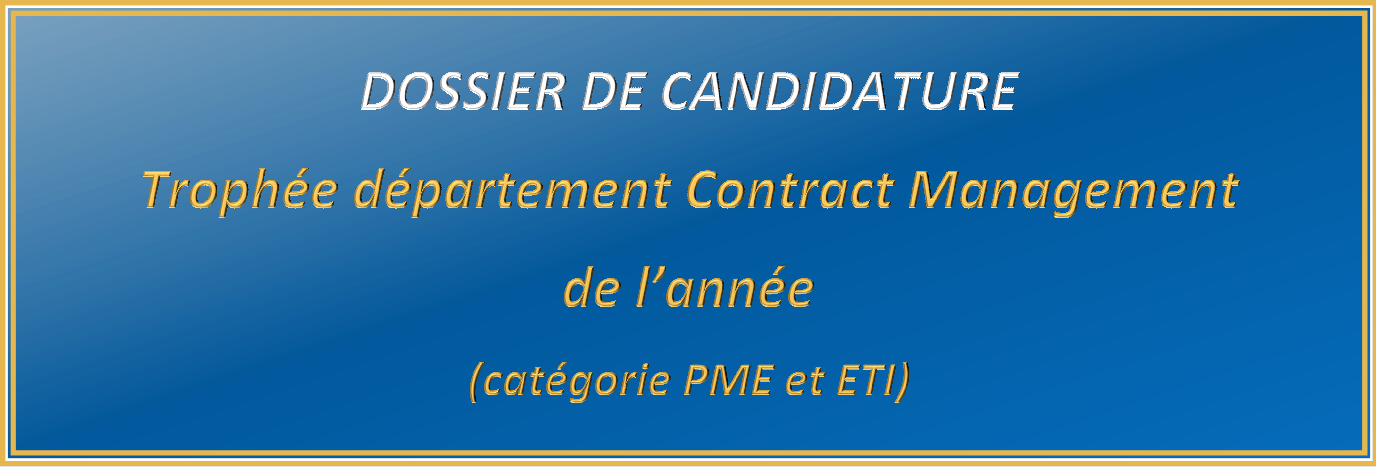 DOSSIER DE CANDIDATURE
Trophée département Contract Management
de l’année
(catégorie PME et ETI)